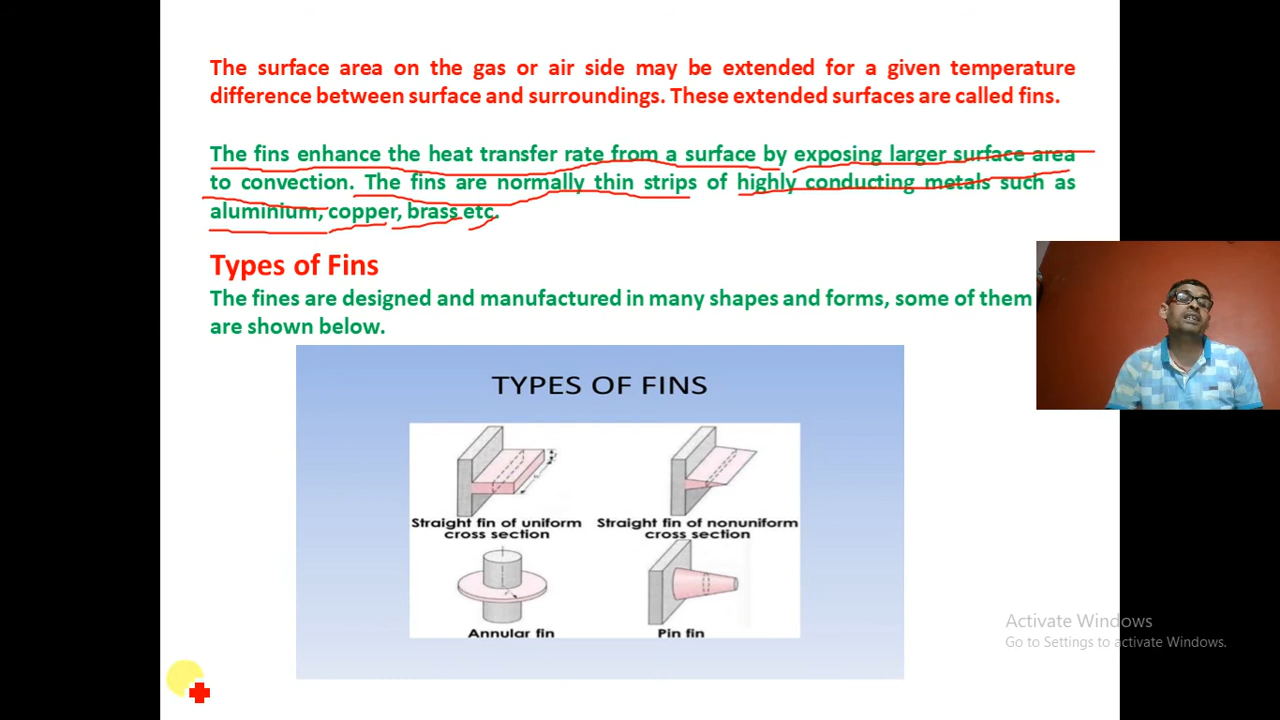 The surface area on the gas or air side may be extended for a given temperature
difference between surface and surroundings. These extended surfaces are called fins.
The fins enhance the heat transfer rate from a surface by exposing larger surface area
to convection. The fins are normally thin strips of highly conducting metals such as
aluminium, copper, brass etc.
Types of Fins
The fines are designed and manufactured in many shapes and forms, some of them
are shown below.
TYPES OF FINS
Straight fin of uniform
cross section
Straight fin of nonuniform
cross section
Annular fin
Pin fin
Activate Windows
Go to Settings to activate Windows.